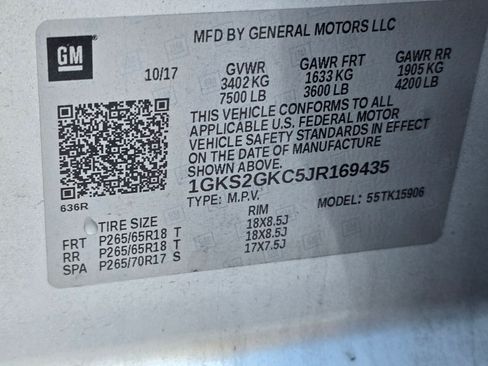 GM
MFD BY GENERAL MOTORS LLC
10/17 GVWR GAWR FRT GAWR RR
3402 KG 1633 KG 1905 KG
7500 LB 3600 LB 4200 LB
THIS VEHICLE CONFORMS TO ALL
APPLICABLE U.S. FEDERAL MOTOR
VEHICLE SAFETY STANDARDS IN EFFECT
ON THE DATE OF MANUFACTURE
SHOWN ABOVE.
636R
1GKS2GKC5JR169435
TYPE: M.P.V. MODEL: 55TK15906
TIRE SIZE RIM
FRT P265/65R18 T 18X8.5J
RR P265/65R18 T 18X8.5J
SPA P265/70R17 S 17X7.5J